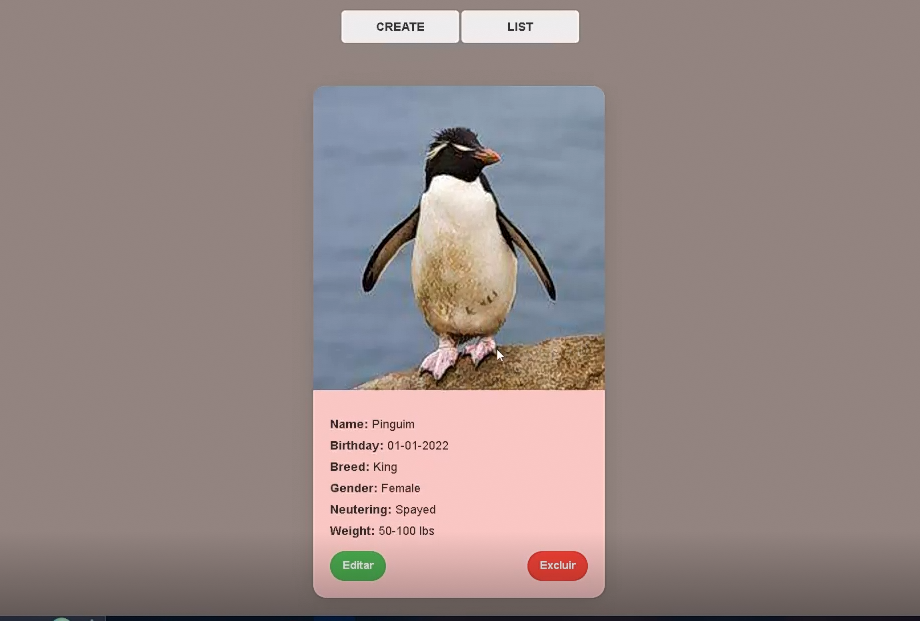 CREATE LIST
Name: Pinguim
Birthday: 01-01-2022
Breed: King
Gender: Female
Neutering: Spayed
Weight: 50-100 lbs
Editar Excluir